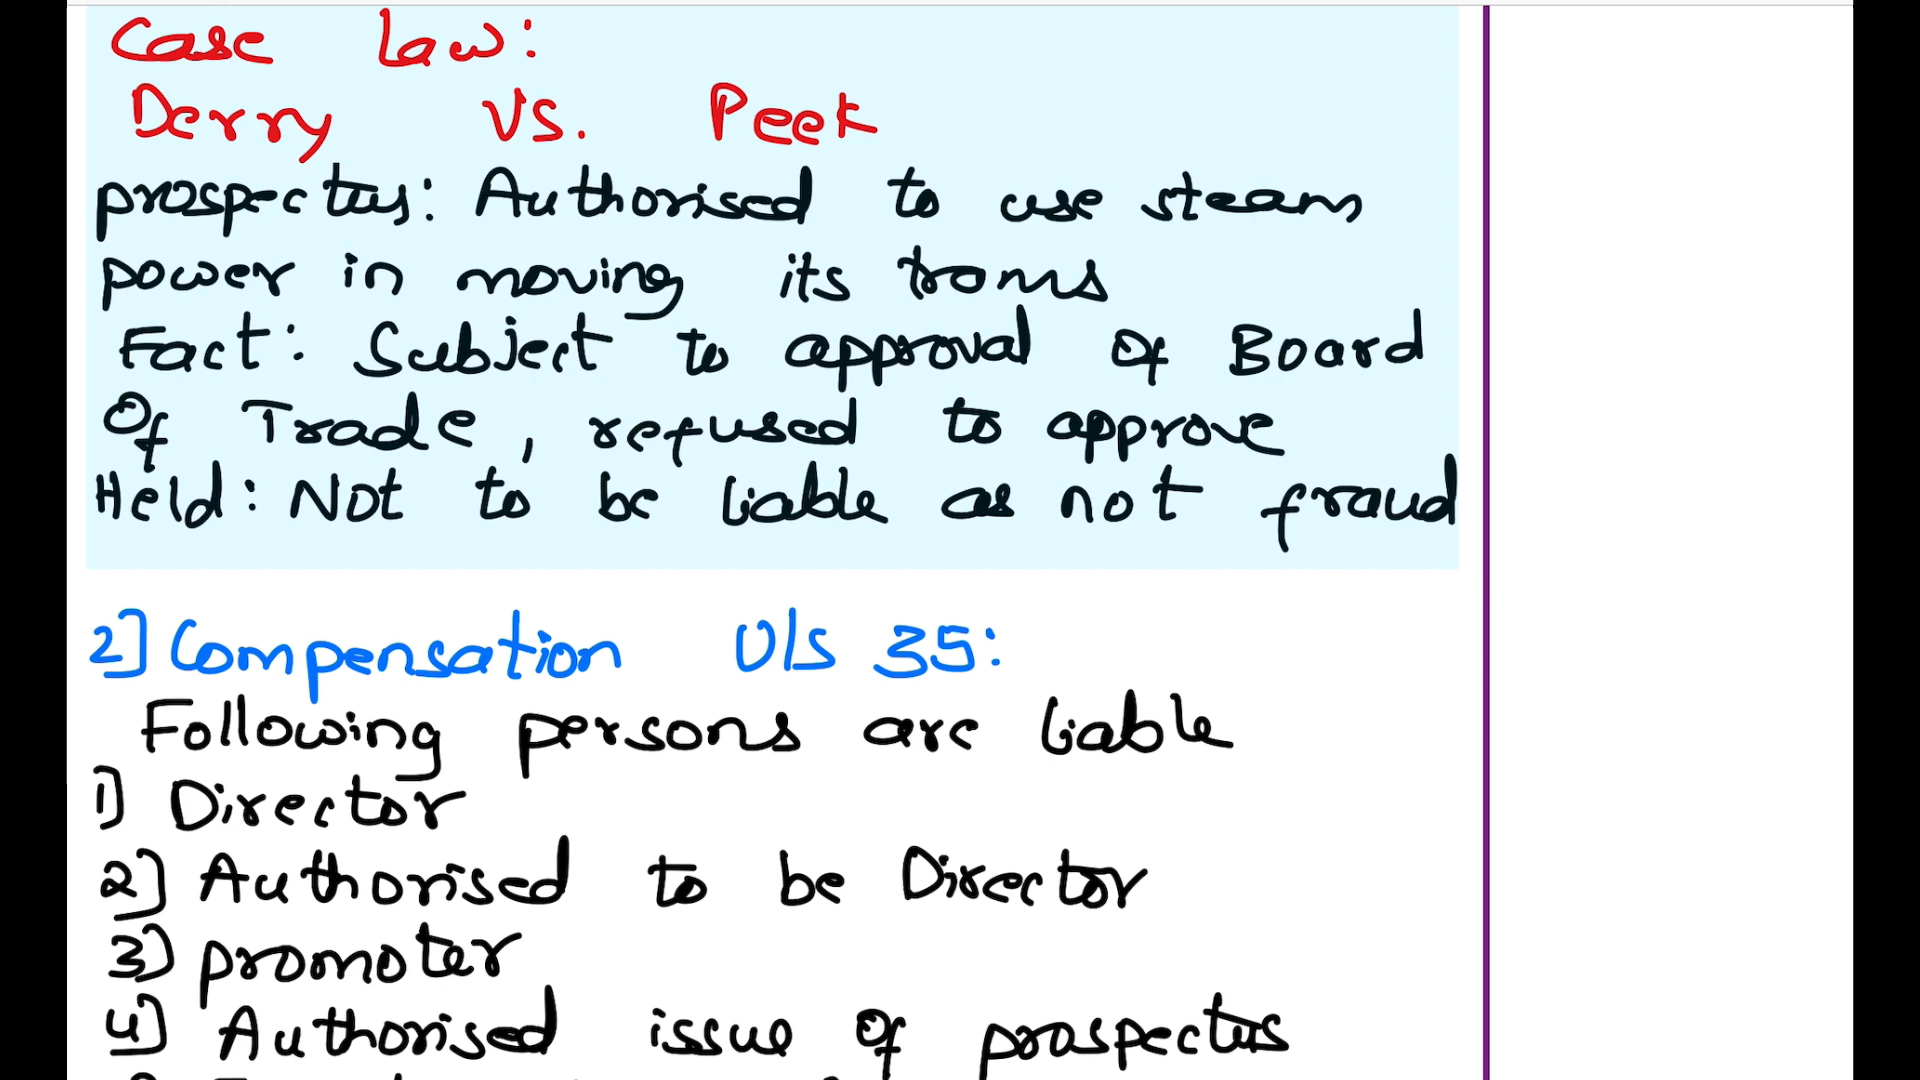 Case Law:
Derry Vs. Peek
prospectus: Authorised to use steam
power in moving its trams
Fact: Subject to approval of Board
Of Trade, refused to approve
Held: Not to be liable as not fraud
2] Compensation U/s 35:
Following persons are liable
1) Director
2] Authorised to be Director
3) promoter
4] Authorised issue of prospectus